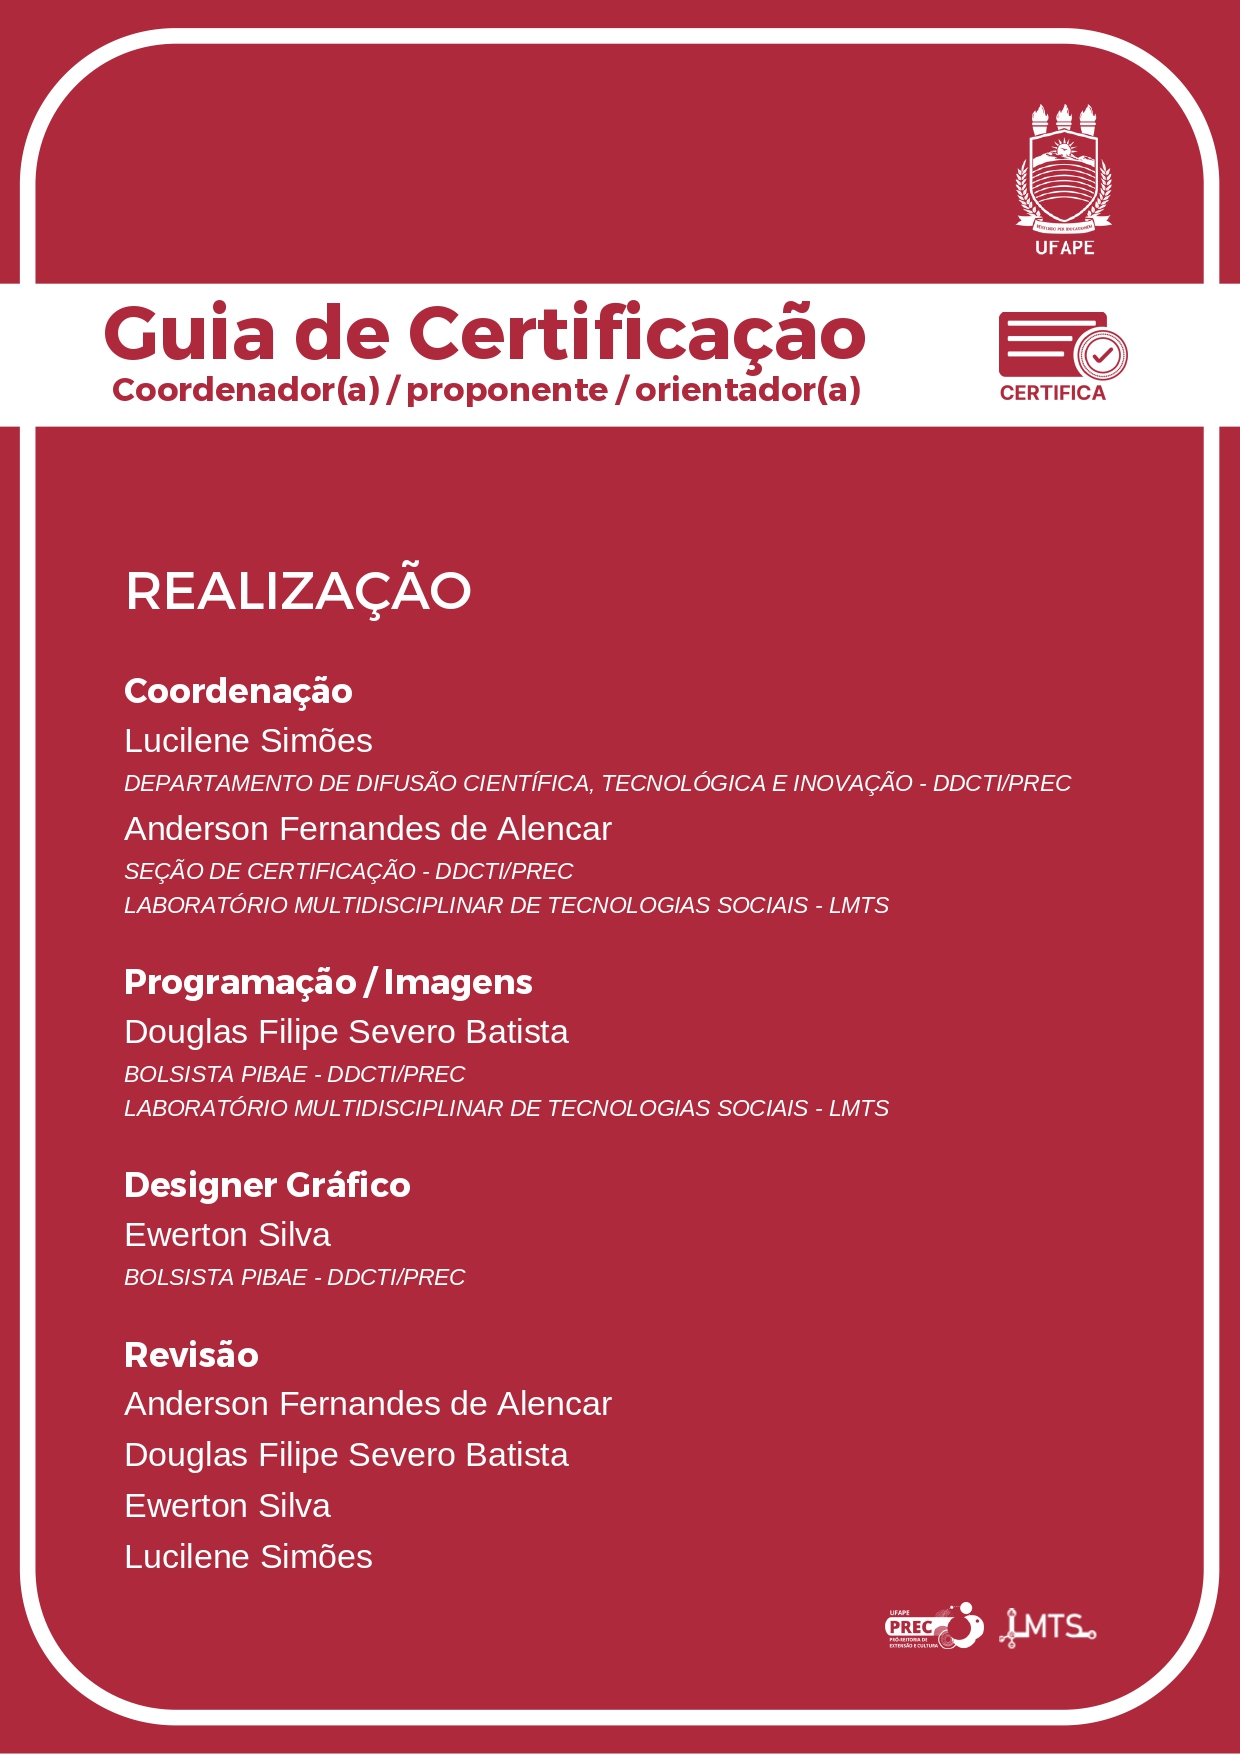 UFAPE
Guia de Certificação
Coordenador(a) / proponente / orientador(a)
CERTIFICA
REALIZAÇÃO
Coordenação
Lucilene Simões
DEPARTAMENTO DE DIFUSÃO CIENTÍFICA, TECNOLÓGICA E INOVAÇÃO - DDCTI/PREC
Anderson Fernandes de Alencar
SEÇÃO DE CERTIFICAÇÃO - DDCTI/PREC
LABORATÓRIO MULTIDISCIPLINAR DE TECNOLOGIAS SOCIAIS - LMTS
Programação / Imagens
Douglas Filipe Severo Batista
BOLSISTA PIBAE - DDCTI/PREC
LABORATÓRIO MULTIDISCIPLINAR DE TECNOLOGIAS SOCIAIS - LMTS
Designer Gráfico
Ewerton Silva
BOLSISTA PIBAE - DDCTI/PREC
Revisão
Anderson Fernandes de Alencar
Douglas Filipe Severo Batista
Ewerton Silva
Lucilene Simões
UFAPE
PREC
PRÓ-REITORIA DE
EXTENSÃO E CULTURA
LMTS